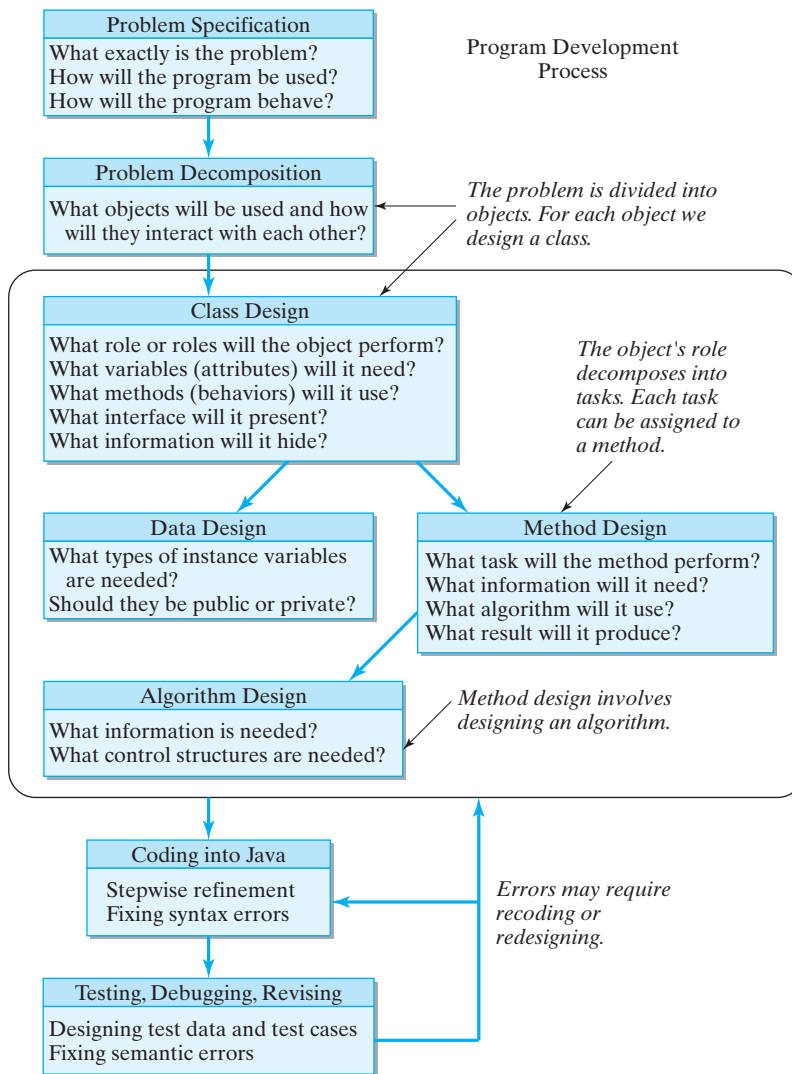 Problem Specification
What exactly is the problem?
How will the program be used?
How will the program behave?
Program Development
Process
Problem Decomposition
What objects will be used and how
will they interact with each other?
The problem is divided into
objects. For each object we
design a class.
Class Design
What role or roles will the object perform?
What variables (attributes) will it need?
What methods (behaviors) will it use?
What interface will it present?
What information will it hide?
The object's role
decomposes into
tasks. Each task
can be assigned to
a method.
Data Design
What types of instance variables
are needed?
Should they be public or private?
Method Design
What task will the method perform?
What information will it need?
What algorithm will it use?
What result will it produce?
Algorithm Design
What information is needed?
What control structures are needed?
Method design involves
designing an algorithm.
Coding into Java
Stepwise refinement
Fixing syntax errors
Errors may require
recoding or
redesigning.
Testing, Debugging, Revising
Designing test data and test cases
Fixing semantic errors